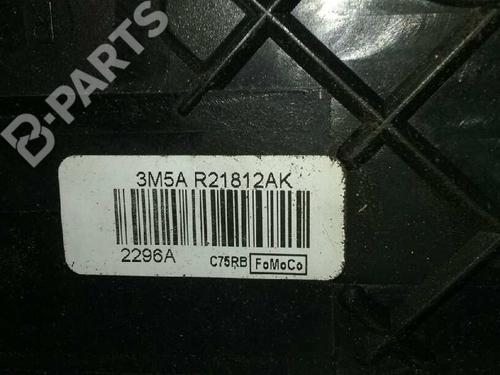 B-PARTS
3M5A R21812AK
2296A
C75RB FoMoCo